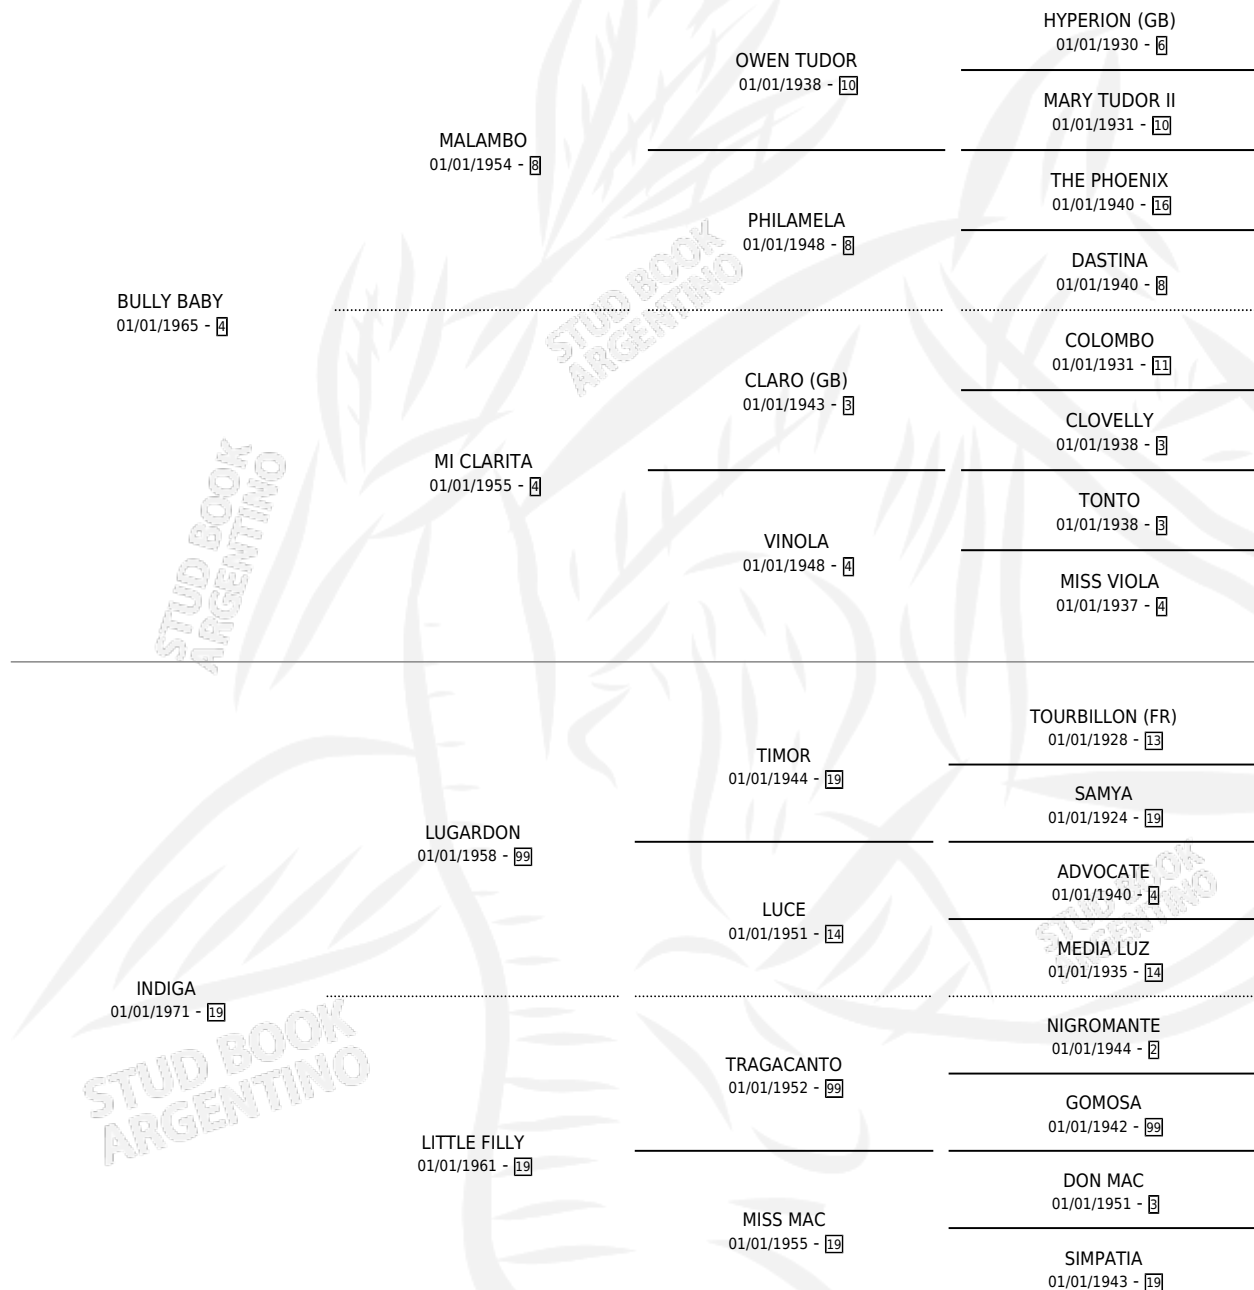 BULLY BABY
01/01/1965 - 4
MALAMBO
01/01/1954 - 8
MI CLARITA
01/01/1955 - 4
OWEN TUDOR
01/01/1938 - 10
PHILAMELA
01/01/1948 - 8
CLARO (GB)
01/01/1943 - 3
VINOLA
01/01/1948 - 4
HYPERION (GB)
01/01/1930 - 6
MARY TUDOR II
01/01/1931 - 10
THE PHOENIX
01/01/1940 - 16
DASTINA
01/01/1940 - 8
COLOMBO
01/01/1931 - 11
CLOVELLY
01/01/1938 - 3
TONTO
01/01/1938 - 3
MISS VIOLA
01/01/1937 - 4
STUD BOOK
ARGENTINO
STUD BOOK
ARGENTINO
INDIGA
01/01/1971 - 19
LUGARDON
01/01/1958 - 99
LITTLE FILLY
01/01/1961 - 19
TIMOR
01/01/1944 - 19
LUCE
01/01/1951 - 14
TRAGACANTO
01/01/1952 - 99
MISS MAC
01/01/1955 - 19
TOURBILLON (FR)
01/01/1928 - 13
SAMYA
01/01/1924 - 19
ADVOCATE
01/01/1940 - 4
MEDIA LUZ
01/01/1935 - 14
NIGROMANTE
01/01/1944 - 2
GOMOSA
01/01/1942 - 99
DON MAC
01/01/1951 - 3
SIMPATIA
01/01/1943 - 19
STUD BOOK
ARGENTINO
STUD BOOK
ARGENTINO